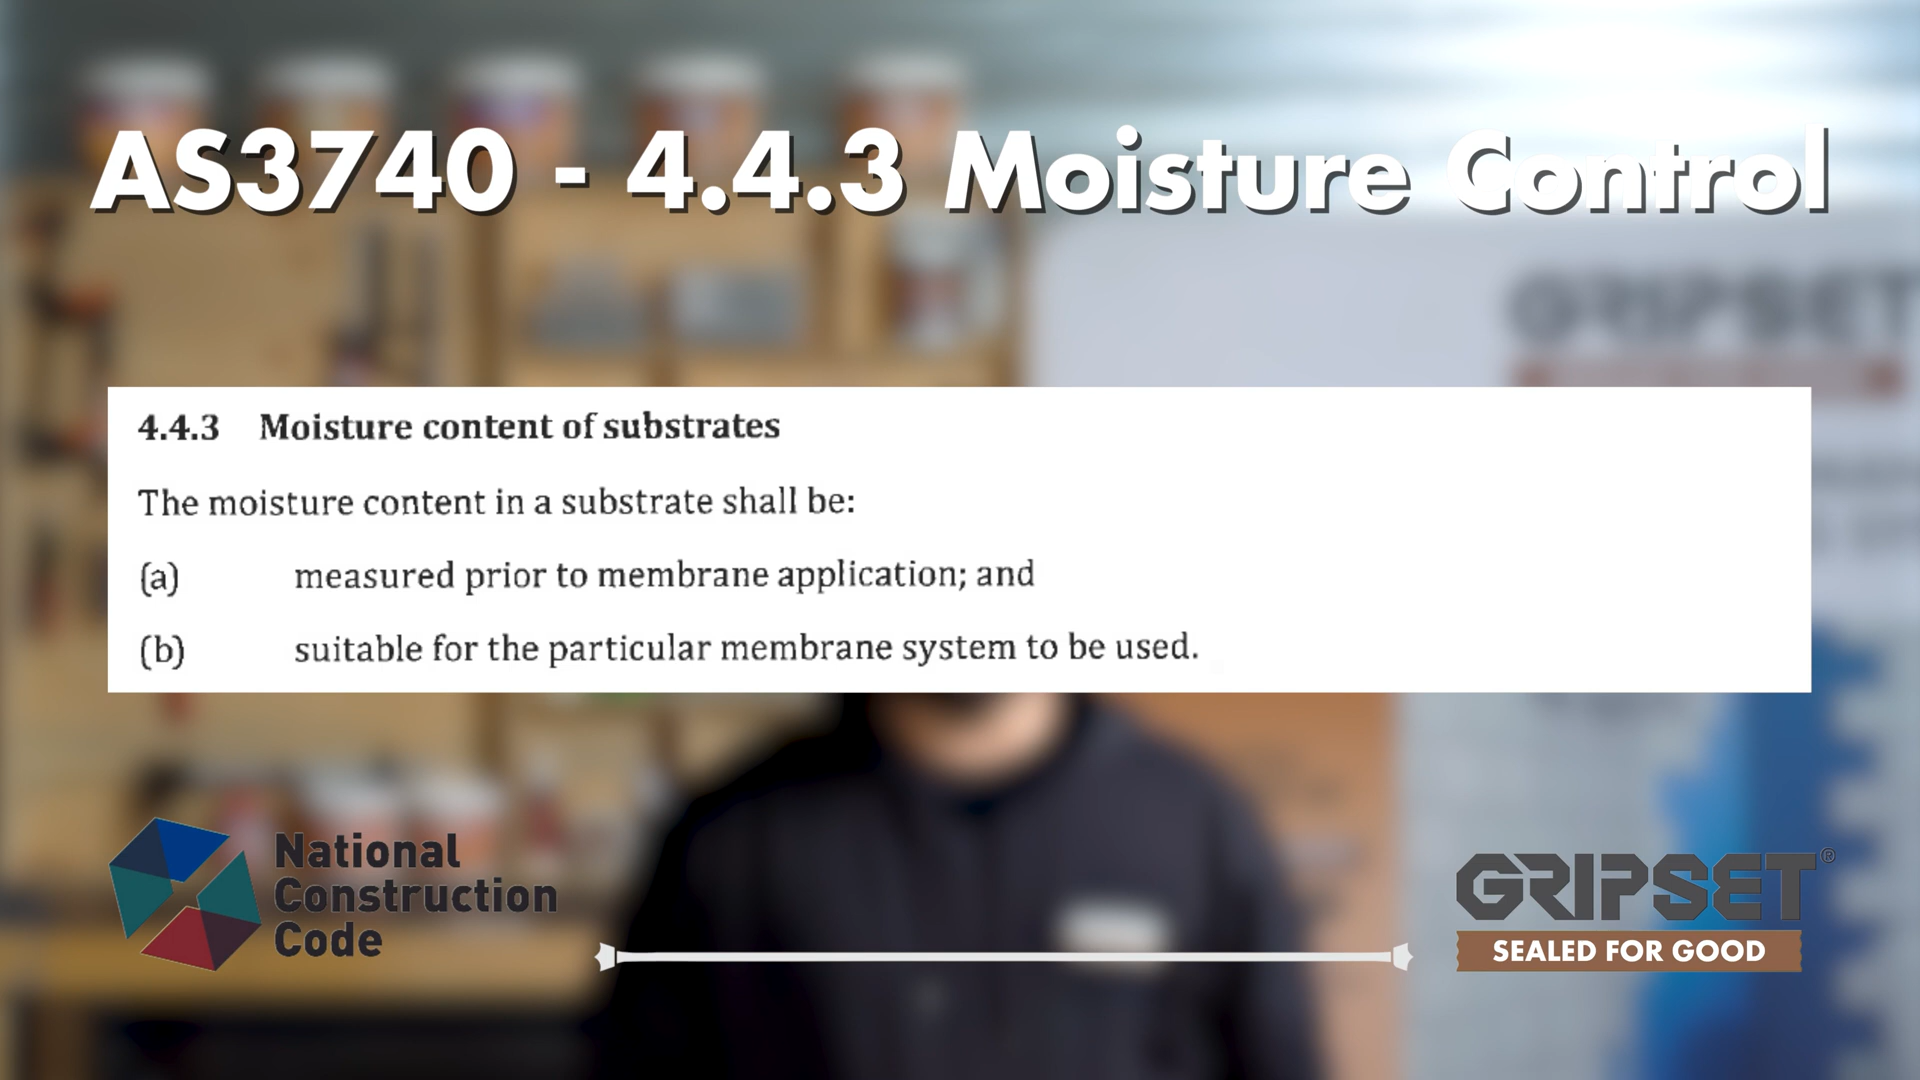 AS3740 - 4.4.3 Moisture Control
GRIPSET
4.4.3 Moisture content of substrates
The moisture content in a substrate shall be:
(a) measured prior to membrane application; and
(b) suitable for the particular membrane system to be used.
National
Construction
Code
GRIPSET®
SEALED FOR GOOD